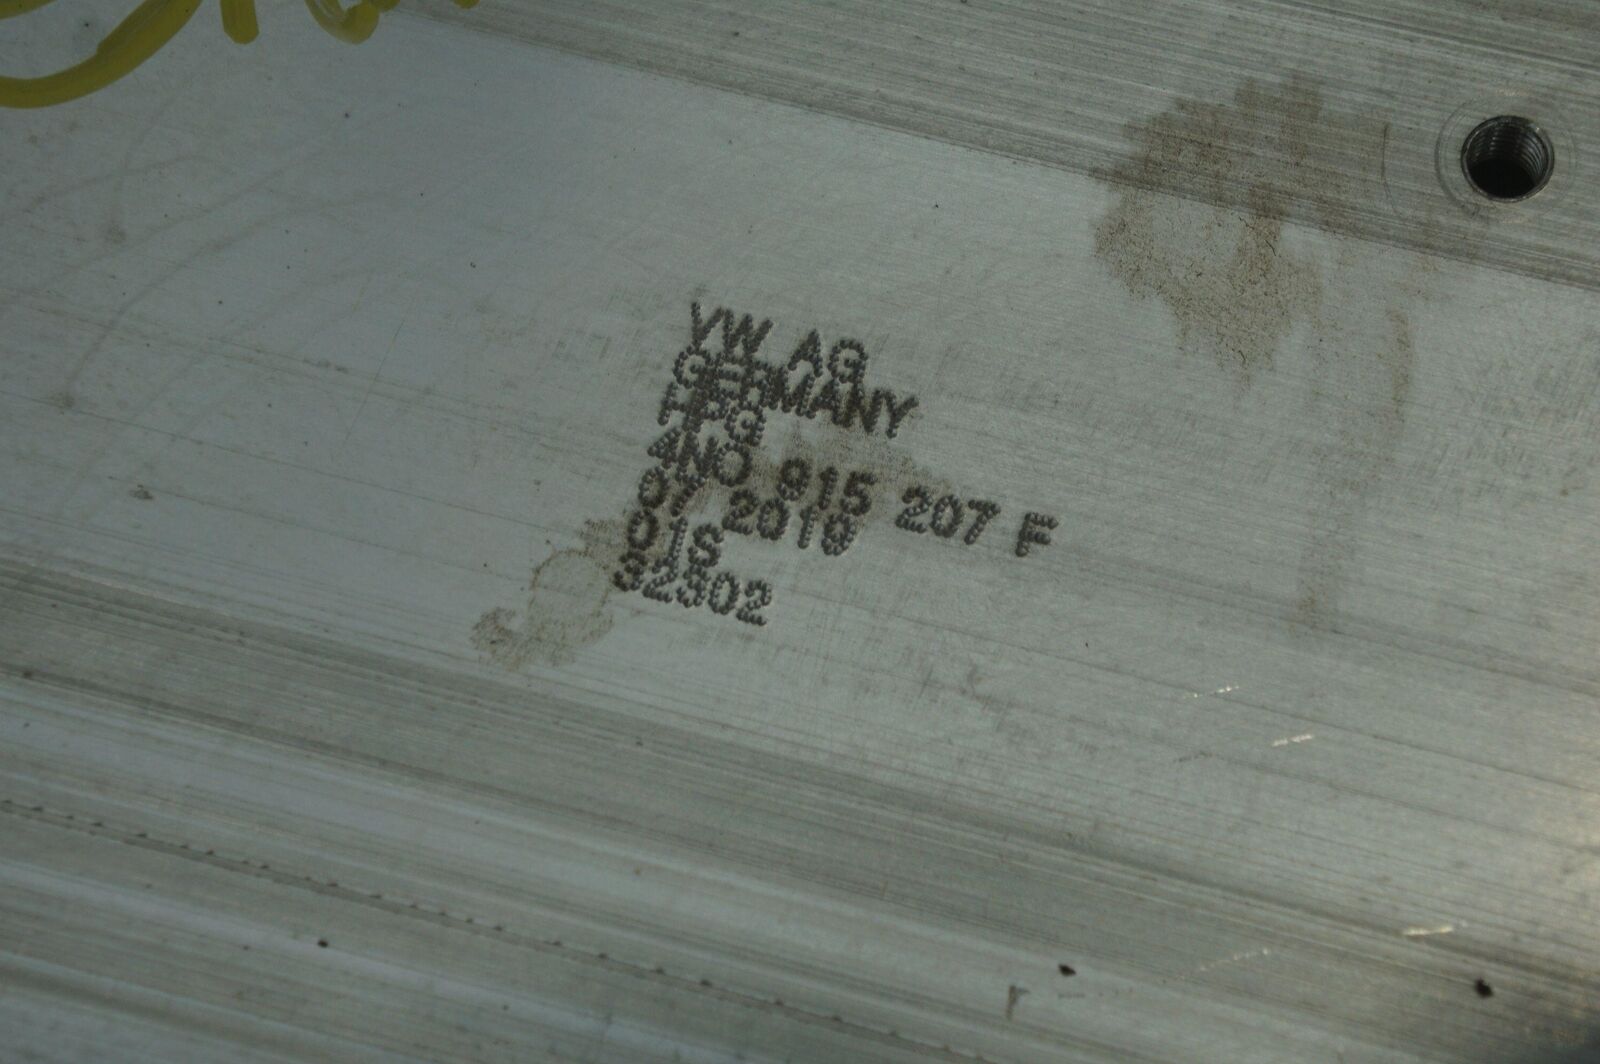 VW AG
GERMANY
HPG
4N0 915 207 F
07 2019
01S
32302